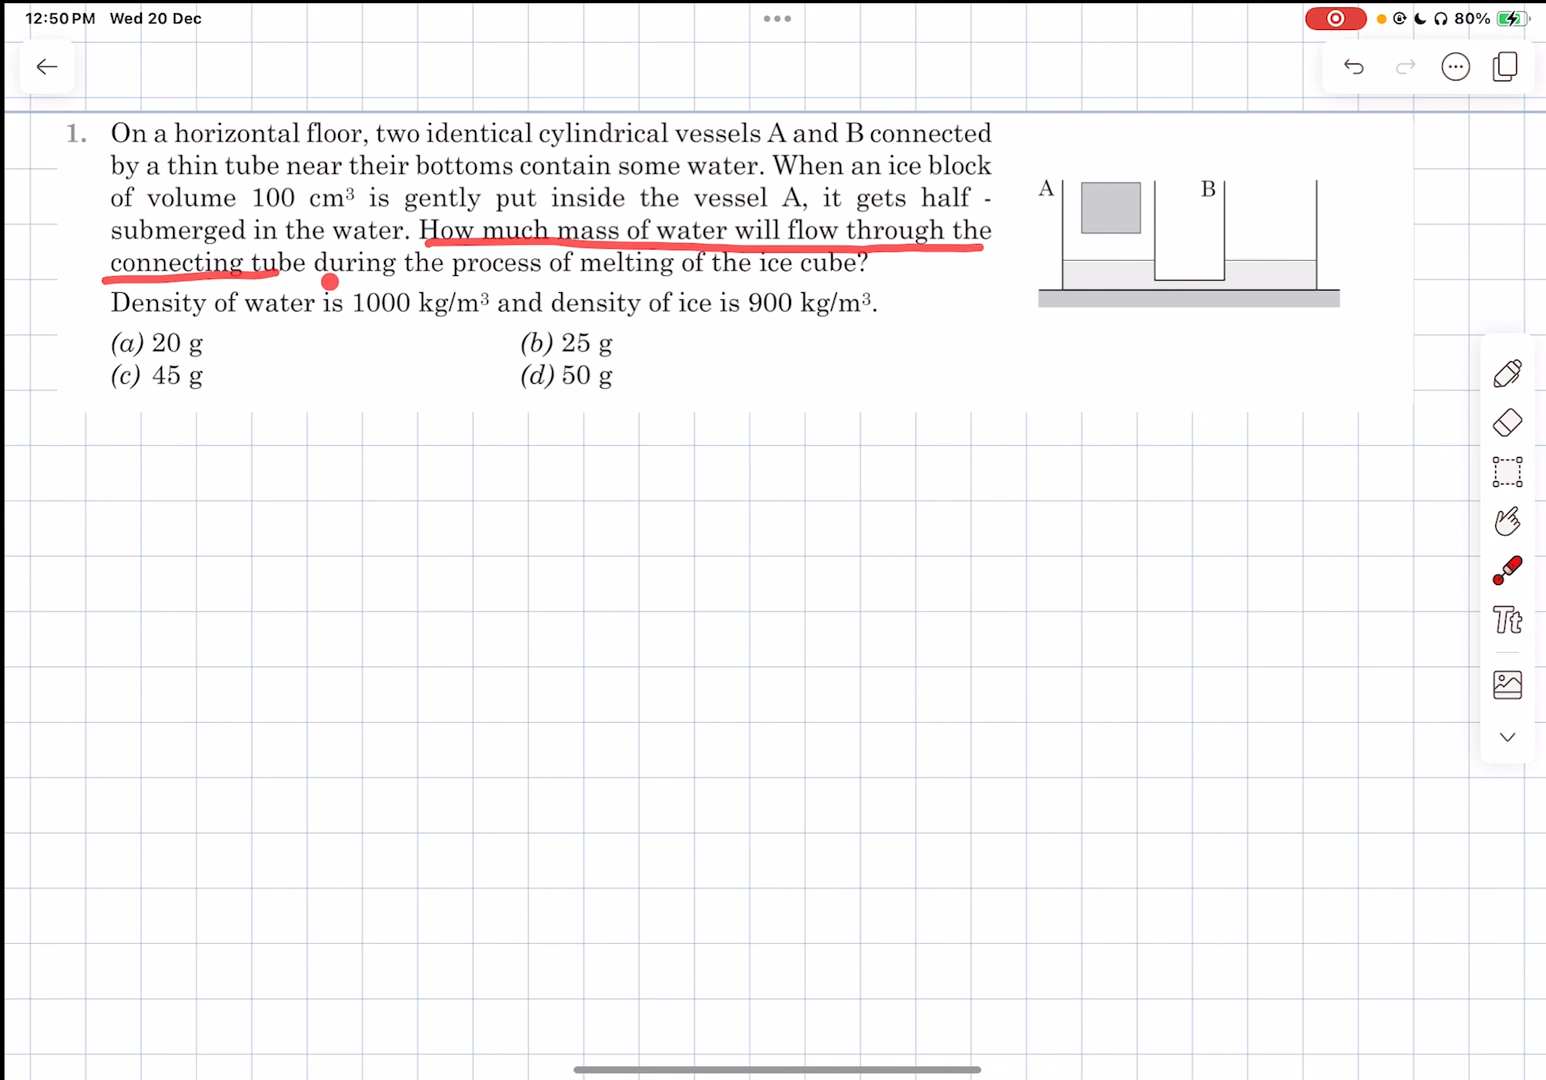 12:50 PM Wed 20 Dec
80%
1. On a horizontal floor, two identical cylindrical vessels A and B connected
by a thin tube near their bottoms contain some water. When an ice block
of volume 100 cm³ is gently put inside the vessel A, it gets half -
submerged in the water. How much mass of water will flow through the
connecting tube during the process of melting of the ice cube?
Density of water is 1000 kg/m³ and density of ice is 900 kg/m³.
(a) 20 g (b) 25 g
(c) 45 g (d) 50 g
A B
Tt